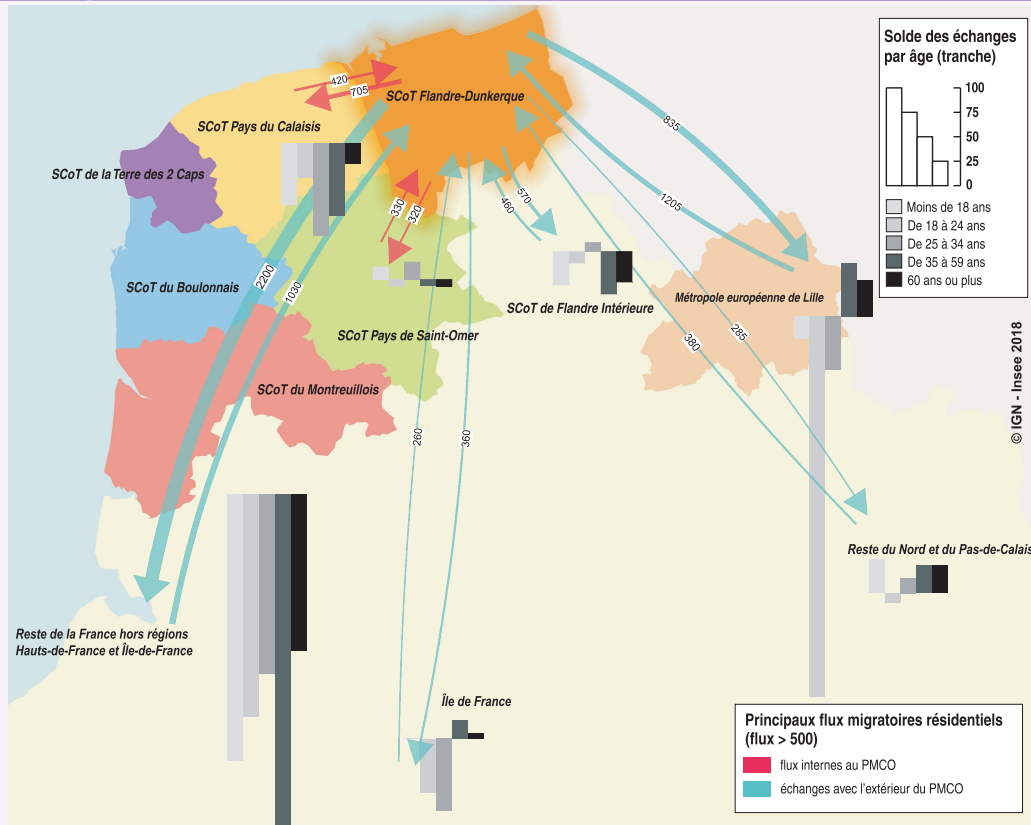 Solde des échanges
par âge (tranche)
100
75
50
25
0
Moins de 18 ans
De 18 à 24 ans
De 25 à 34 ans
De 35 à 59 ans
60 ans ou plus
420
705
SCoT Flandre-Dunkerque
SCoT Pays du Calaisis
SCoT de la Terre des 2 Caps
835
1205
330
320
460
570
2200
1030
SCoT du Boulonnais
SCoT de Flandre Intérieure
Métropole européenne de Lille
SCoT Pays de Saint-Omer
380
285
SCoT du Montreuillois
260
360
© IGN - Insee 2018
Reste du Nord et du Pas-de-Calais
Reste de la France hors régions
Hauts-de-France et Île-de-France
Île de France
Principaux flux migratoires résidentiels
(flux > 500)
flux internes au PMCO
échanges avec l'extérieur du PMCO